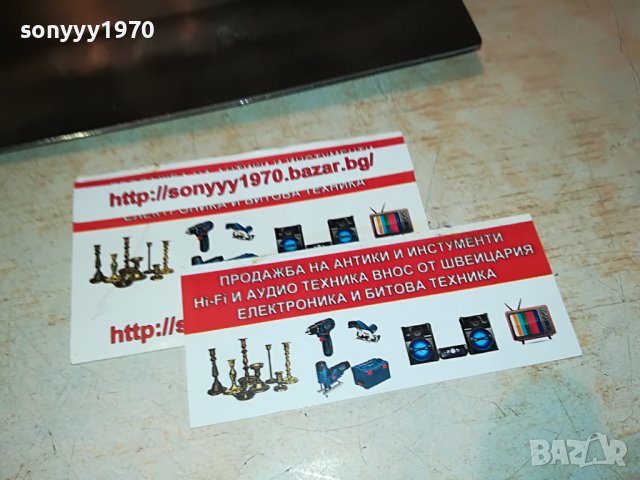 sonyyy1970
http://sonyyy1970.bazar.bg/
ЕЛЕКТРОНИКА И БИТОВА ТЕХНИКА
http://s
ПРОДАЖБА НА АНТИКИ И ИНСТУМЕНТИ
Hi-Fi И АУДИО ТЕХНИКА ВНОС ОТ ШВЕЙЦАРИЯ
ЕЛЕКТРОНИКА И БИТОВА ТЕХНИКА
BAZAR